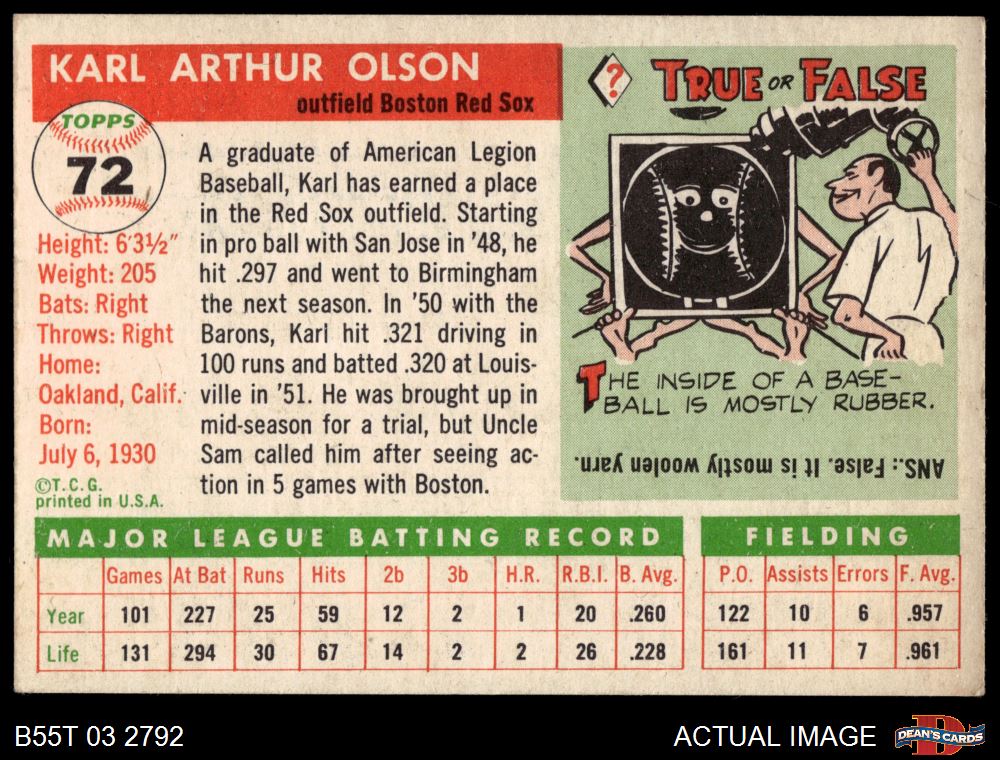 KARL ARTHUR OLSON
outfield Boston Red Sox
TOPPS
72
Height: 6'3½"
Weight: 205
Bats: Right
Throws: Right
Home:
Oakland, Calif.
Born:
July 6, 1930
©T.C.G.
printed in U.S.A.
A graduate of American Legion
Baseball, Karl has earned a place
in the Red Sox outfield. Starting
in pro ball with San Jose in '48, he
hit .297 and went to Birmingham
the next season. In '50 with the
Barons, Karl hit .321 driving in
100 runs and batted .320 at Louis-
ville in '51. He was brought up in
mid-season for a trial, but Uncle
Sam called him after seeing ac-
tion in 5 games with Boston.
? TRUE OR FALSE
THE INSIDE OF A BASE-
BALL IS MOSTLY RUBBER.
ANS.: False. It is mostly woolen yarn.
MAJOR LEAGUE BATTING RECORD
Games At Bat Runs Hits 2b 3b H.R. R.B.I. B. Avg.
Year 101 227 25 59 12 2 1 20 .260
Life 131 294 30 67 14 2 2 26 .228
FIELDING
P.O. Assists Errors F. Avg.
122 10 6 .957
161 11 7 .961
B55T 03 2792
ACTUAL IMAGE
D
DEAN'S CARDS